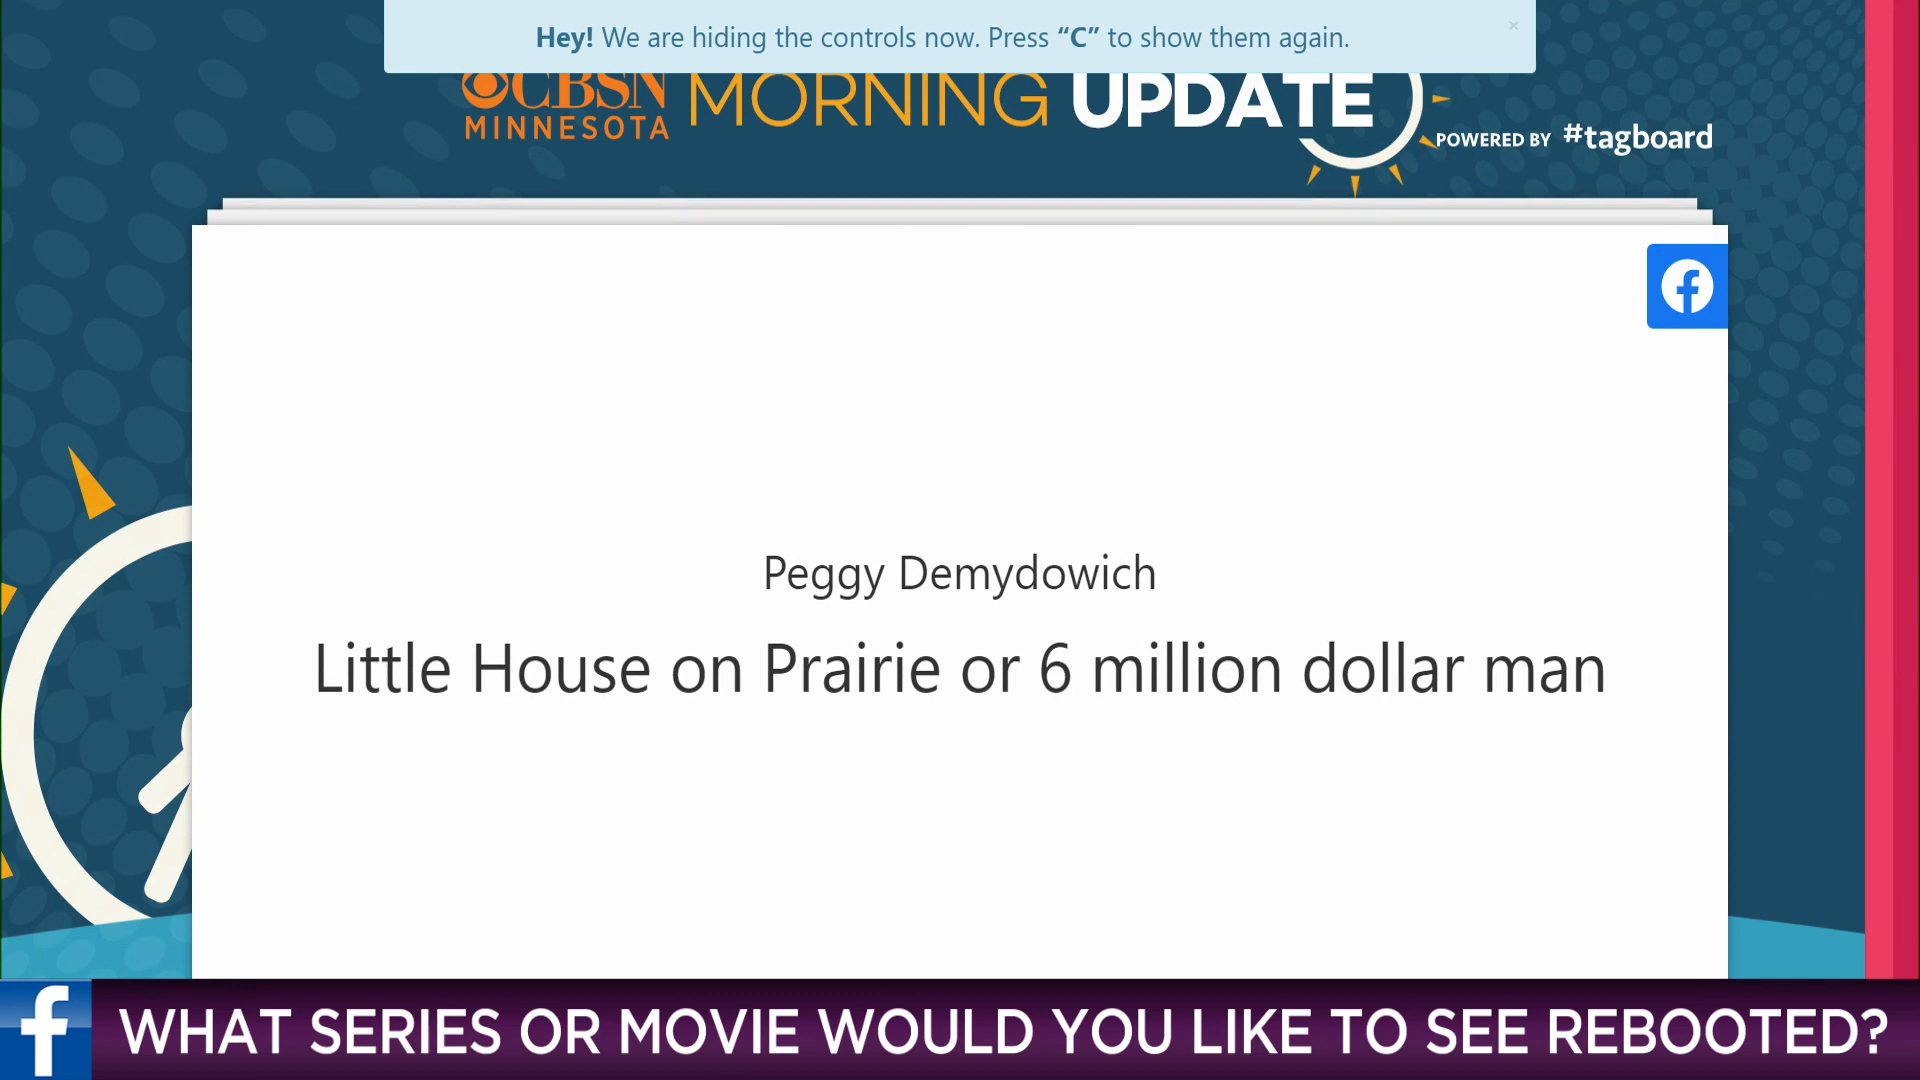 Hey! We are hiding the controls now. Press “C” to show them again.
×
CBSN MORNING UPDATE
MINNESOTA
POWERED BY #tagboard
Peggy Demydowich
Little House on Prairie or 6 million dollar man
WHAT SERIES OR MOVIE WOULD YOU LIKE TO SEE REBOOTED?